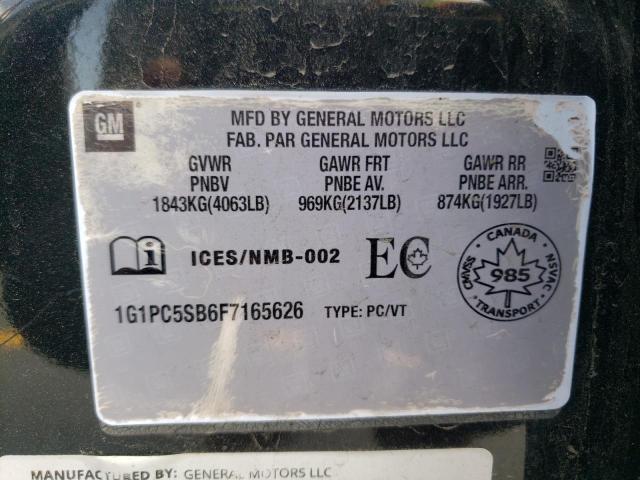 GM
MFD BY GENERAL MOTORS LLC
FAB. PAR GENERAL MOTORS LLC
GVWR GAWR FRT GAWR RR
PNBV PNBE AV. PNBE ARR.
1843KG(4063LB) 969KG(2137LB) 874KG(1927LB)
i ICES/NMB-002 EC
CANADA
CMVSS 985 NSVAC
TRANSPORT
1G1PC5SB6F7165626 TYPE: PC/VT
MANUFACTURED BY: GENERAL MOTORS LLC